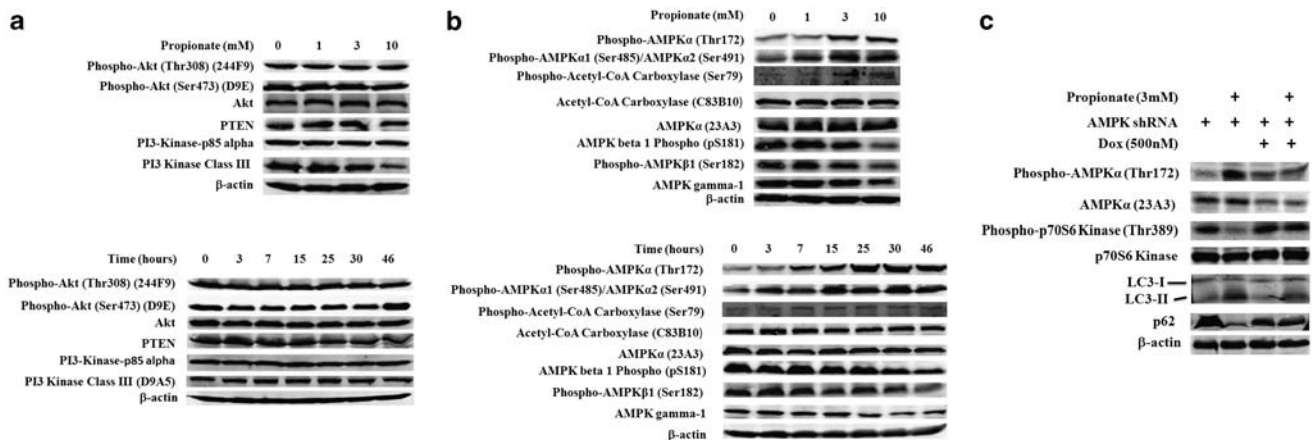 a
Propionate (mM)
0 1 3 10
Phospho-Akt (Thr308) (244F9)
Phospho-Akt (Ser473) (D9E)
Akt
PTEN
PI3-Kinase-p85 alpha
PI3 Kinase Class III
β-actin
Time (hours)
0 3 7 15 25 30 46
Phospho-Akt (Thr308) (244F9)
Phospho-Akt (Ser473) (D9E)
Akt
PTEN
PI3-Kinase-p85 alpha
PI3 Kinase Class III (D9A5)
β-actin
b
Propionate (mM)
0 1 3 10
Phospho-AMPKα (Thr172)
Phospho-AMPKα1 (Ser485)/AMPKα2 (Ser491)
Phospho-Acetyl-CoA Carboxylase (Ser79)
Acetyl-CoA Carboxylase (C83B10)
AMPKα (23A3)
AMPK beta 1 Phospho (pS181)
Phospho-AMPKβ1 (Ser182)
AMPK gamma-1
β-actin
Time (hours)
0 3 7 15 25 30 46
Phospho-AMPKα (Thr172)
Phospho-AMPKα1 (Ser485)/AMPKα2 (Ser491)
Phospho-Acetyl-CoA Carboxylase (Ser79)
Acetyl-CoA Carboxylase (C83B10)
AMPKα (23A3)
AMPK beta 1 Phospho (pS181)
Phospho-AMPKβ1 (Ser182)
AMPK gamma-1
β-actin
c
Propionate (3mM) + +
AMPK shRNA + + + +
Dox (500nM) + +
Phospho-AMPKα (Thr172)
AMPKα (23A3)
Phospho-p70S6 Kinase (Thr389)
p70S6 Kinase
LC3-I
LC3-II
p62
β-actin